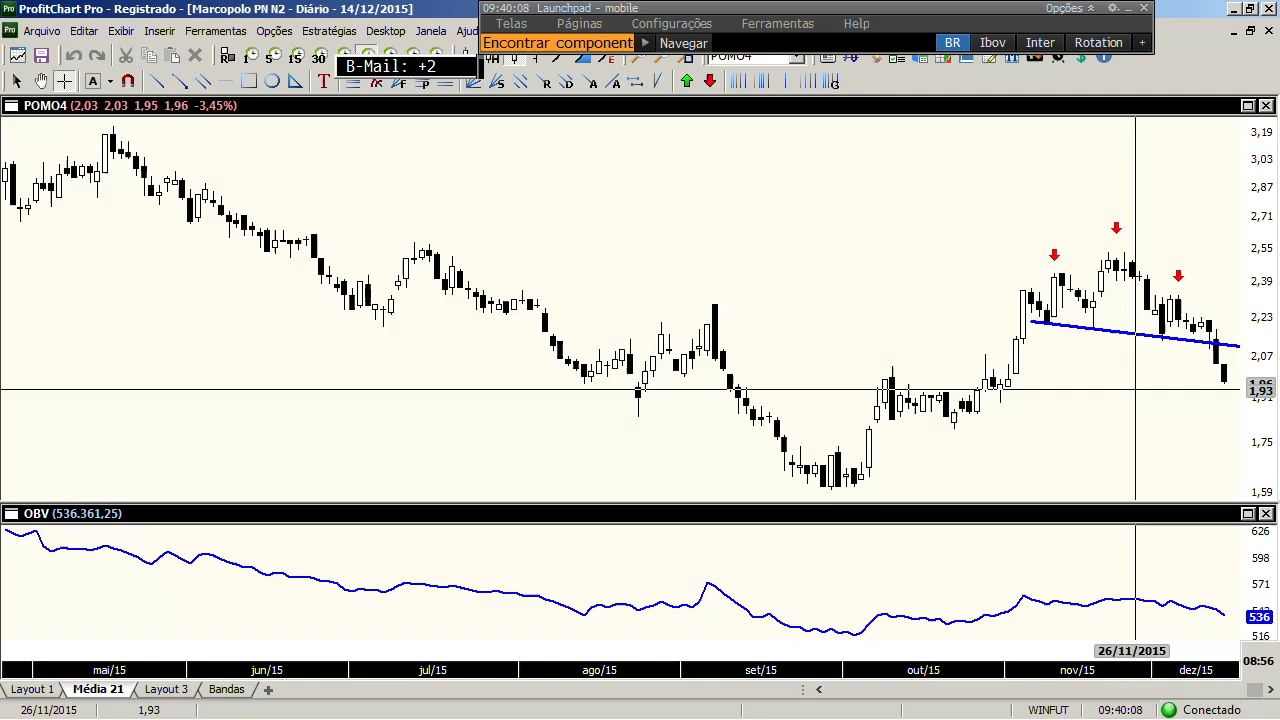 ProfitChart Pro - Registrado - [Marcopolo PN N2 - Diário - 14/12/2015]
09:40:08 Launchpad - mobile Opções
Telas Páginas Configurações Ferramentas Help
Arquivo Editar Exibir Inserir Ferramentas Opções Estratégias Desktop Janela
Encontrar component Navegar BR Ibov Inter Rotation +
B-Mail: +2
POMO4 (2,03 2,03 1,95 1,96 -3,45%)
3,19
3,03
2,87
2,71
2,55
2,39
2,23
2,07
1,93
1,91
1,75
1,59
OBV (536.361,25)
626
598
571
536
516
26/11/2015
mai/15 jun/15 jul/15 ago/15 set/15 out/15 nov/15 dez/15
08:56
Layout 1 Média 21 Layout 3 Bandas
26/11/2015 1,93 WINFUT 09:40:08 Conectado